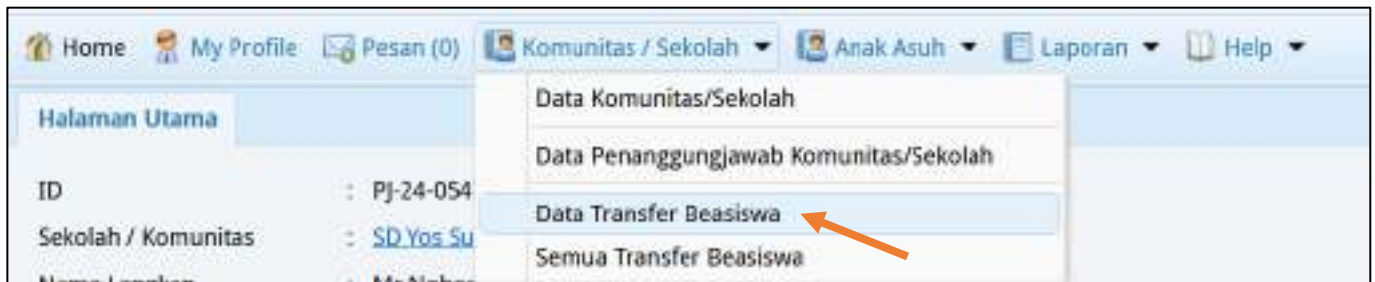 Home My Profile Pesan (0) Komunitas / Sekolah Anak Asuh Laporan Help
Halaman Utama
Data Komunitas/Sekolah
Data Penanggungjawab Komunitas/Sekolah
Data Transfer Beasiswa
Semua Transfer Beasiswa
ID : PJ-24-054
Sekolah / Komunitas : SD Yos Su